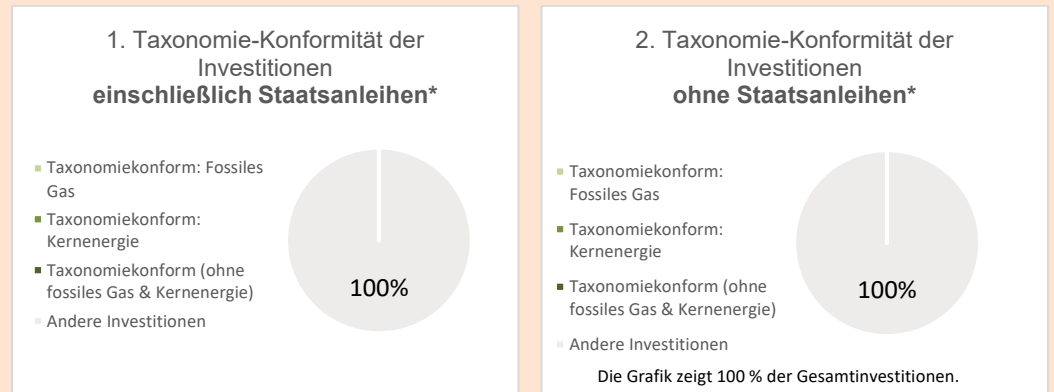 1. Taxonomie-Konformität der
Investitionen
einschließlich Staatsanleihen*
Taxonomiekonform: Fossiles
Gas
Taxonomiekonform:
Kernenergie
Taxonomiekonform (ohne
fossiles Gas & Kernenergie)
Andere Investitionen
100%
2. Taxonomie-Konformität der
Investitionen
ohne Staatsanleihen*
Taxonomiekonform:
Fossiles Gas
Taxonomiekonform:
Kernenergie
Taxonomiekonform (ohne
fossiles Gas & Kernenergie)
Andere Investitionen
100%
Die Grafik zeigt 100 % der Gesamtinvestitionen.